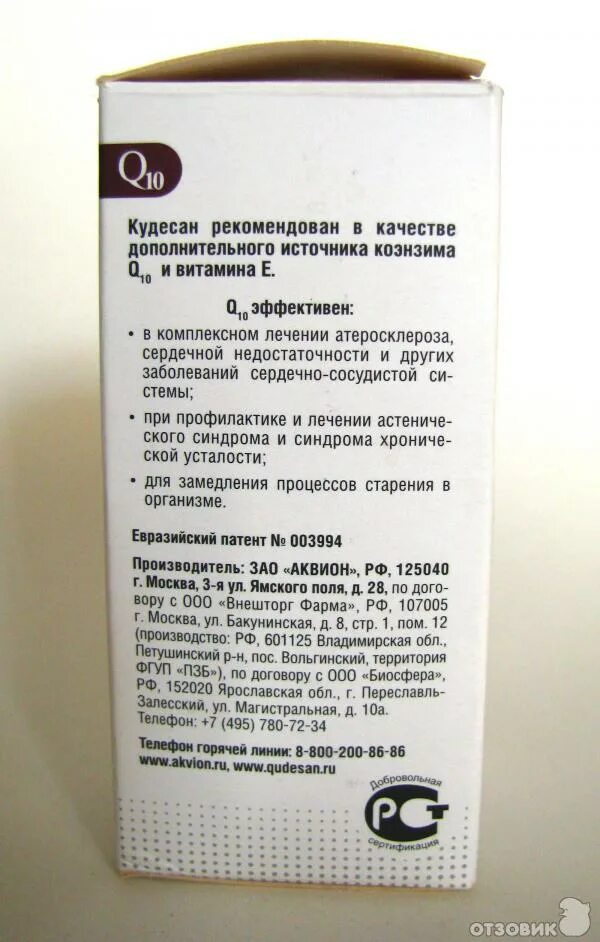 Q10
Кудесан рекомендован в качестве
дополнительного источника коэнзима
Q10 и витамина Е.
Q10 эффективен:
• в комплексном лечении атеросклероза,
сердечной недостаточности и других
заболеваний сердечно-сосудистой си-
стемы;
• при профилактике и лечении астениче-
ского синдрома и синдрома хрониче-
ской усталости;
• для замедления процессов старения в
организме.
Евразийский патент № 003994
Производитель: ЗАО «АКВИОН», РФ, 125040
г. Москва, 3-я ул. Ямского поля, д. 28, по дого-
вору с ООО «Внешторг Фарма», РФ, 107005
г. Москва, ул. Бакунинская, д. 8, стр. 1, пом. 12
(производство: РФ, 601125 Владимирская обл.,
Петушинский р-н, пос. Вольгинский, территория
ФГУП «ПЗБ»), по договору с ООО «Биосфера»,
РФ, 152020 Ярославская обл., г. Переславль-
Залесский, ул. Магистральная, д. 10а.
Телефон: +7 (495) 780-72-34
Телефон горячей линии: 8-800-200-86-86
www.akvion.ru, www.qudesan.ru
Добровольная
РСТ
сертификация
ОТЗОВИК